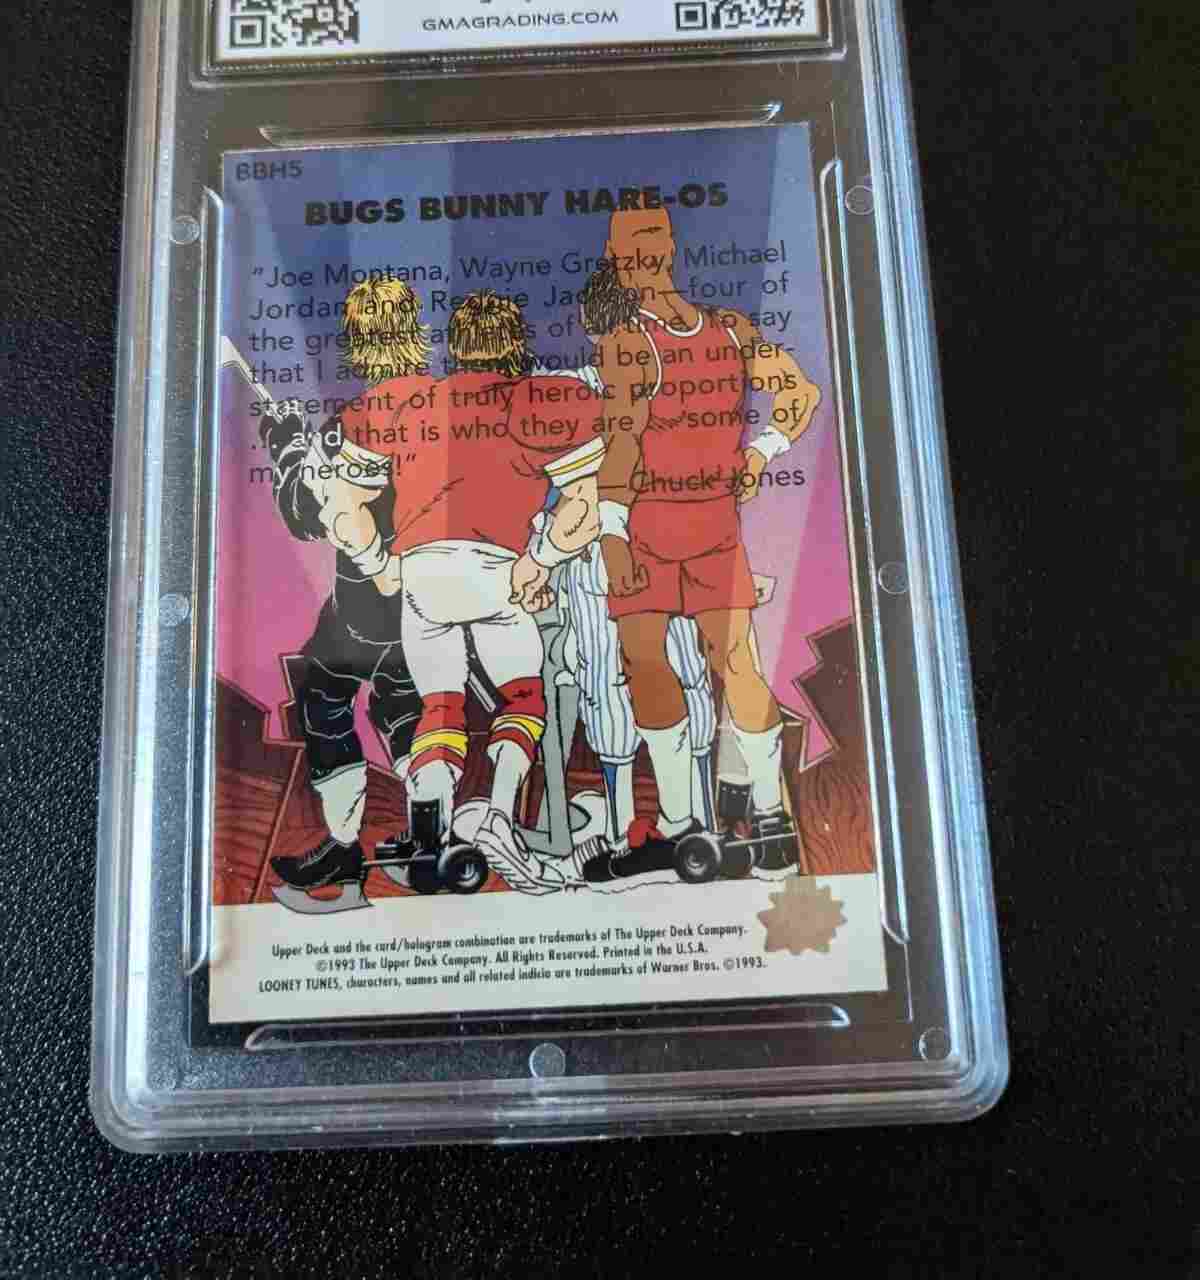 GMAGRADING.COM
BBH5
BUGS BUNNY HARE-OS
"Joe Montana, Wayne Gretzky, Michael
Jordan and Reggie Jackson—four of
the greatest athletes of all time. To say
that I admire them would be an under-
statement of truly heroic proportions
... and that is who they are — some of
my heroes!"
—Chuck Jones
Upper Deck and the card/hologram combination are trademarks of The Upper Deck Company.
©1993 The Upper Deck Company. All Rights Reserved. Printed in the U.S.A.
LOONEY TUNES, characters, names and all related indicia are trademarks of Warner Bros. ©1993.